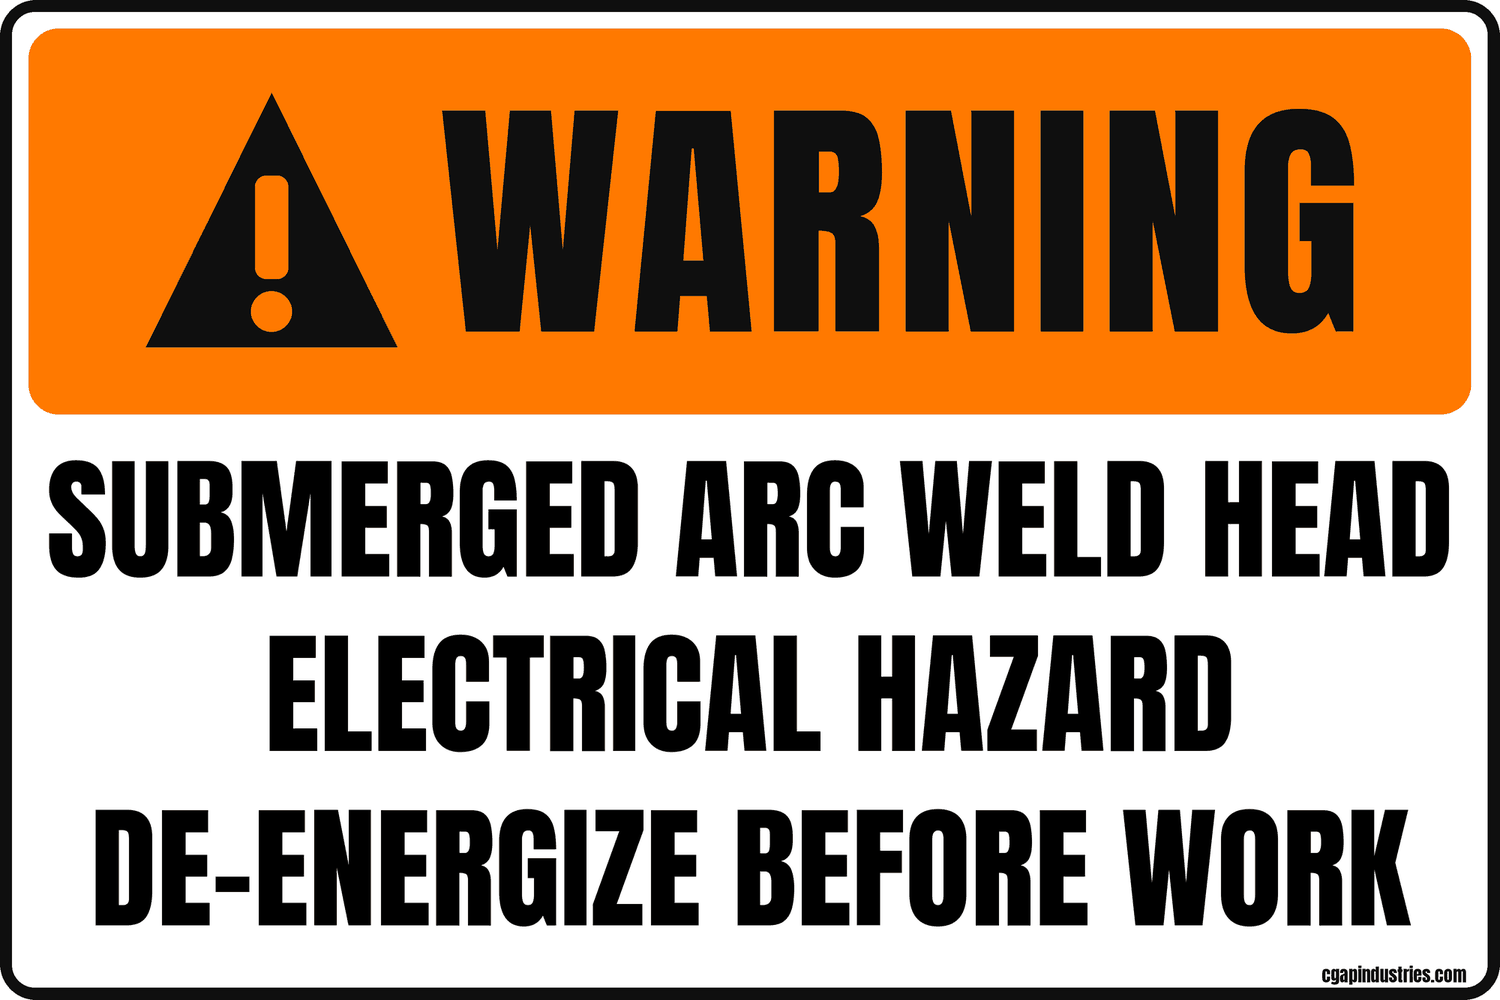 WARNING
SUBMERGED ARC WELD HEAD
ELECTRICAL HAZARD
DE-ENERGIZE BEFORE WORK
cgapindustries.com